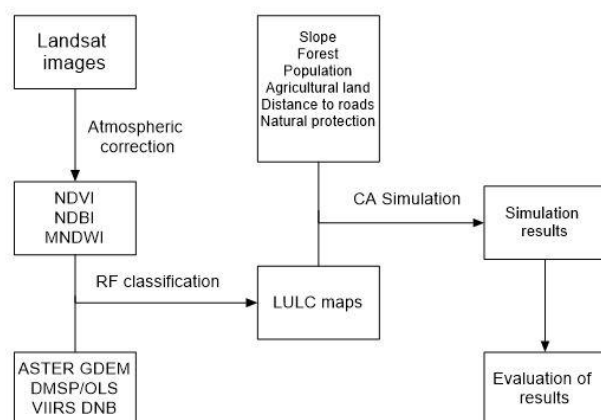 Landsat
images
Atmospheric
correction
NDVI
NDBI
MNDWI
RF classification
ASTER GDEM
DMSP/OLS
VIIRS DNB
Slope
Forest
Population
Agricultural land
Distance to roads
Natural protection
CA Simulation
LULC maps
Simulation
results
Evaluation of
results